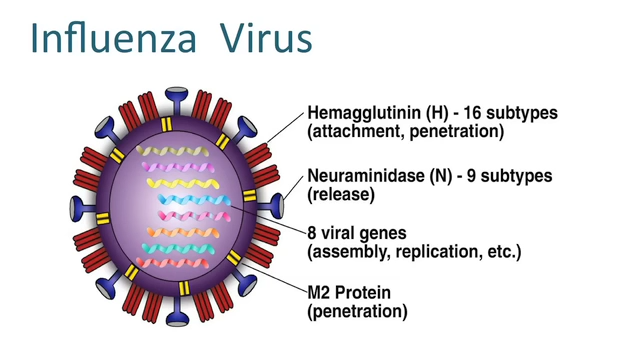 Influenza Virus
Hemagglutinin (H) - 16 subtypes
(attachment, penetration)
Neuraminidase (N) - 9 subtypes
(release)
8 viral genes
(assembly, replication, etc.)
M2 Protein
(penetration)